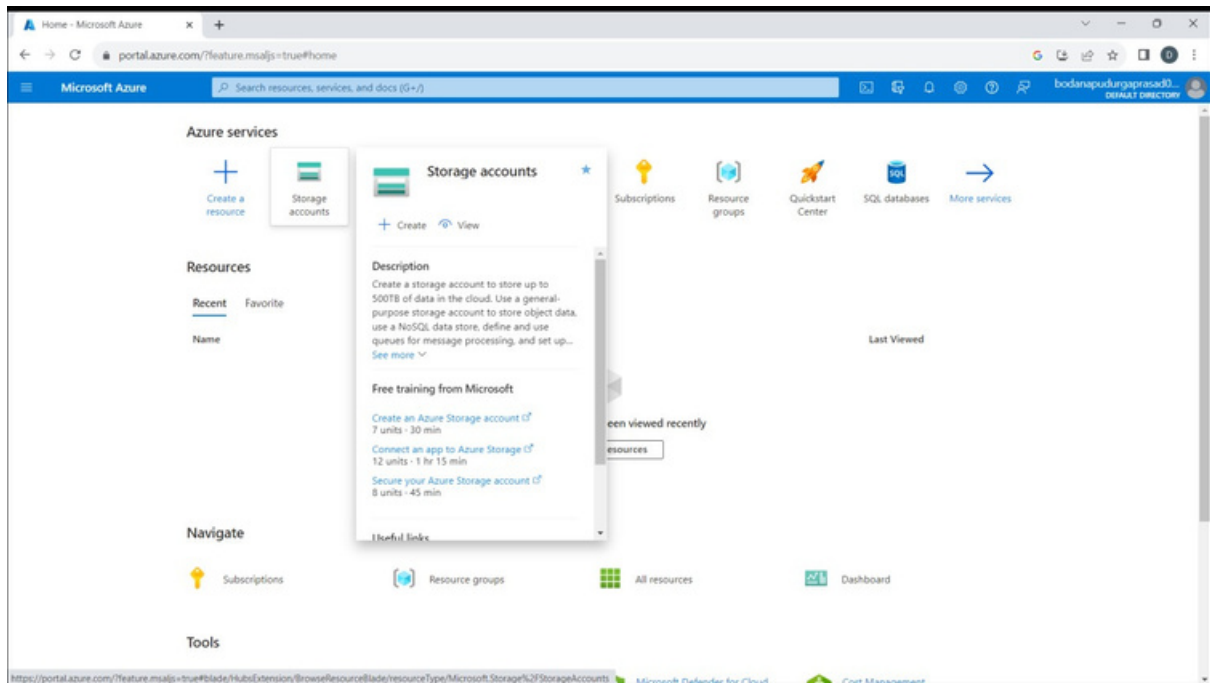 Home - Microsoft Azure
portal.azure.com/?feature.msaljs=true#home
Microsoft Azure
Search resources, services, and docs (G+/)
bodanapudurgaprasad0...
DEFAULT DIRECTORY
Azure services
Create a
resource
Storage
accounts
Storage accounts
Create
View
Subscriptions
Resource
groups
Quickstart
Center
SQL databases
More services
Resources
Recent Favorite
Name
Last Viewed
Description
Create a storage account to store up to
500TB of data in the cloud. Use a general-
purpose storage account to store object data,
use a NoSQL data store, define and use
queues for message processing, and set up...
See more
Free training from Microsoft
Create an Azure Storage account
7 units - 30 min
Connect an app to Azure Storage
12 units - 1 hr 15 min
Secure your Azure Storage account
8 units - 45 min
Useful links
een viewed recently
esources
Navigate
Subscriptions
Resource groups
All resources
Dashboard
Tools
https://portal.azure.com/?feature.msaljs=true#blade/HubsExtension/BrowseResourceBlade/resourceType/Microsoft.Storage%2FStorageAccounts
Microsoft Defender for Cloud
Cost Management